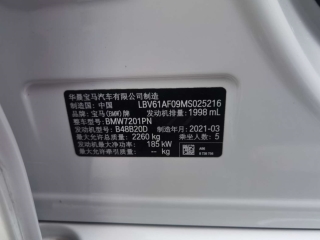 华晨宝马汽车有限公司制造
制造国: 中国 LBV61AF09MS025216
品牌: 宝马(BMW)牌 发动机排量: 1998 mL
整车型号: BMW7201PN
发动机型号: B48B20D 制造年月: 2021-03
最大允许总质量: 2260 kg 乘坐人数: 5
发动机最大净功率: 185 kW
-- kg